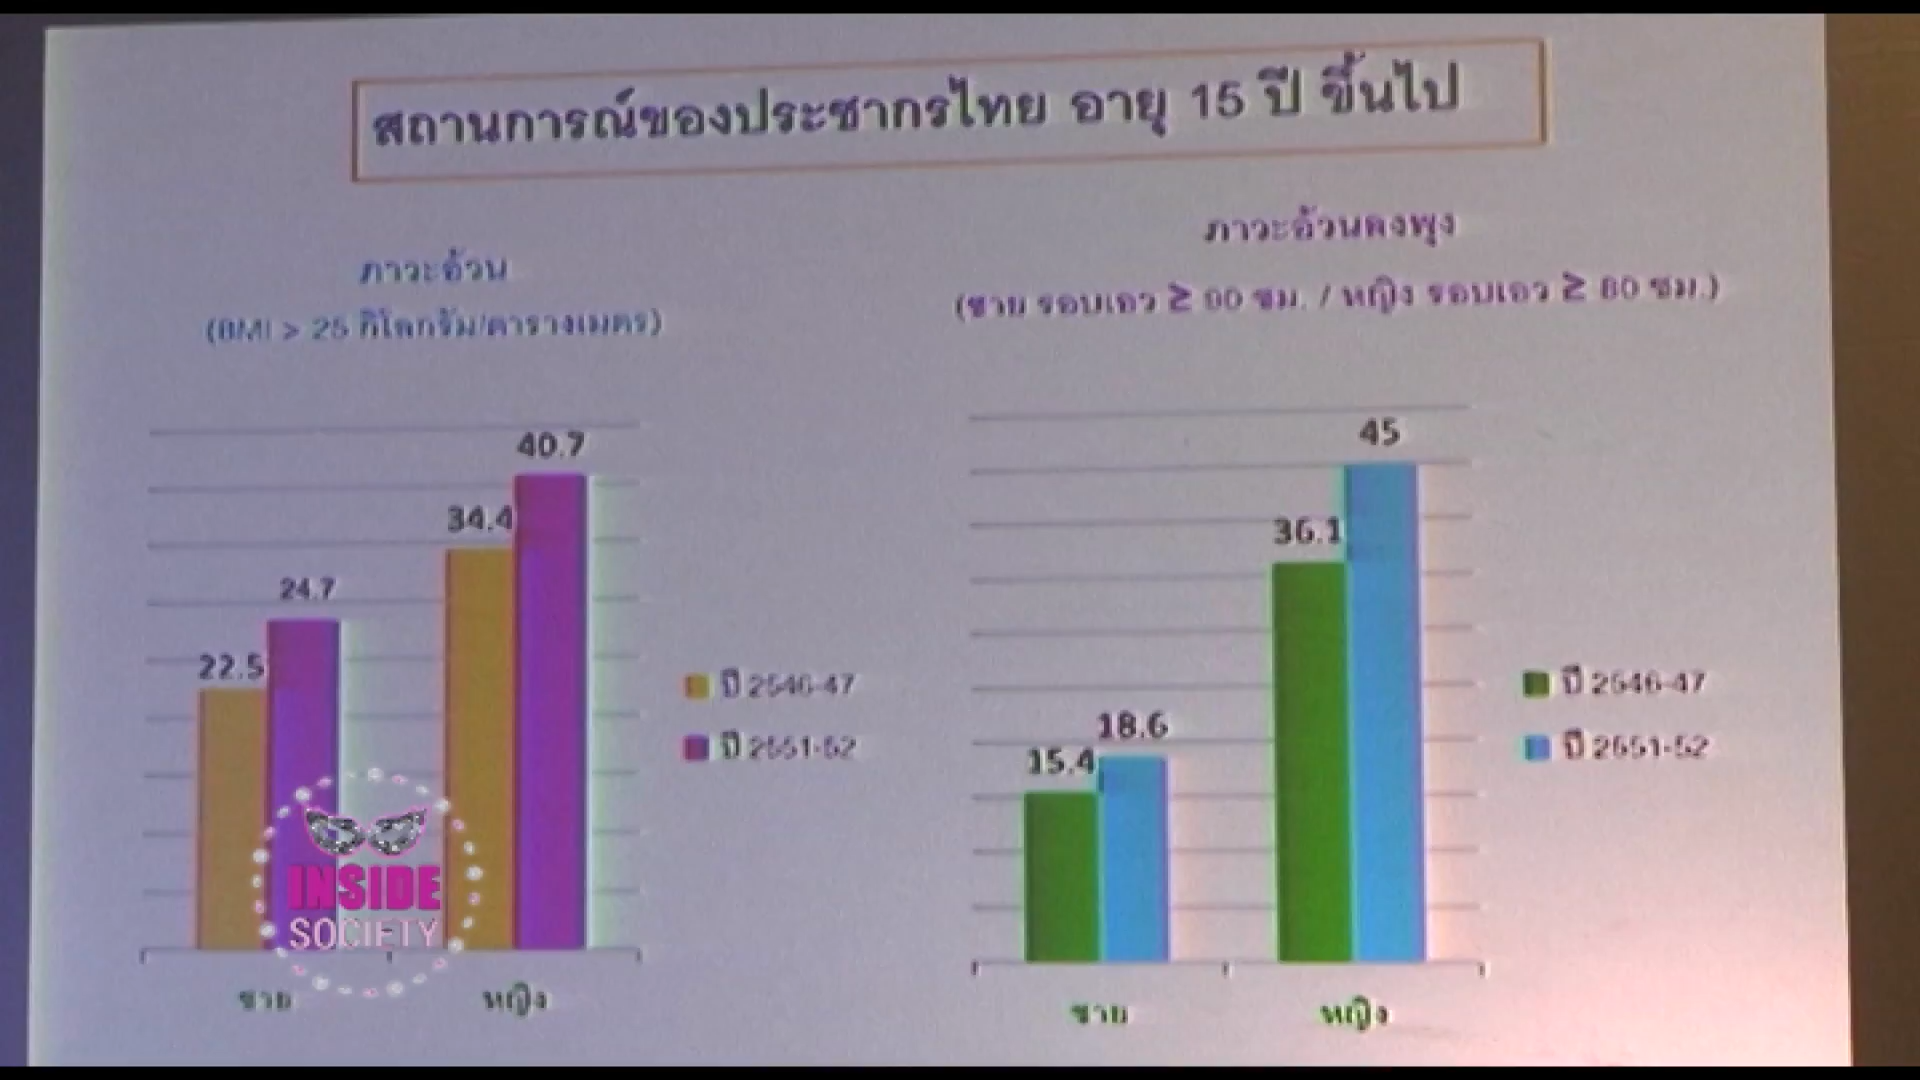 สถานการณ์ของประชากรไทย อายุ 15 ปี ขึ้นไป
ภาวะอ้วน
(BMI > 25 กิโลกรัม/ตารางเมตร)
ภาวะอ้วนลงพุง
(ชาย รอบเอว ≥ 90 ซม. / หญิง รอบเอว ≥ 80 ซม.)
40.7
34.4
24.7
22.5
ปี 2546-47
ปี 2551-52
ชาย
หญิง
45
36.1
18.6
15.4
ปี 2546-47
ปี 2551-52
ชาย
หญิง
INSIDE
SOCIETY